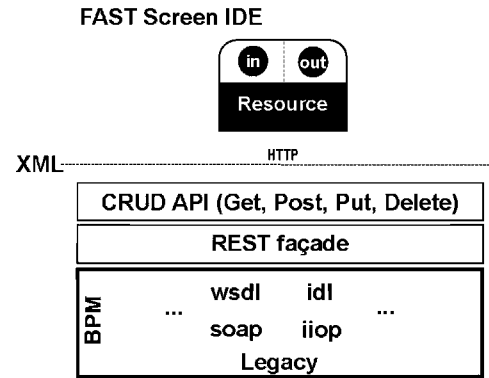 FAST Screen IDE
in out
Resource
HTTP
XML
CRUD API (Get, Post, Put, Delete)
REST façade
BPM
... wsdl idl ...
soap iiop
Legacy